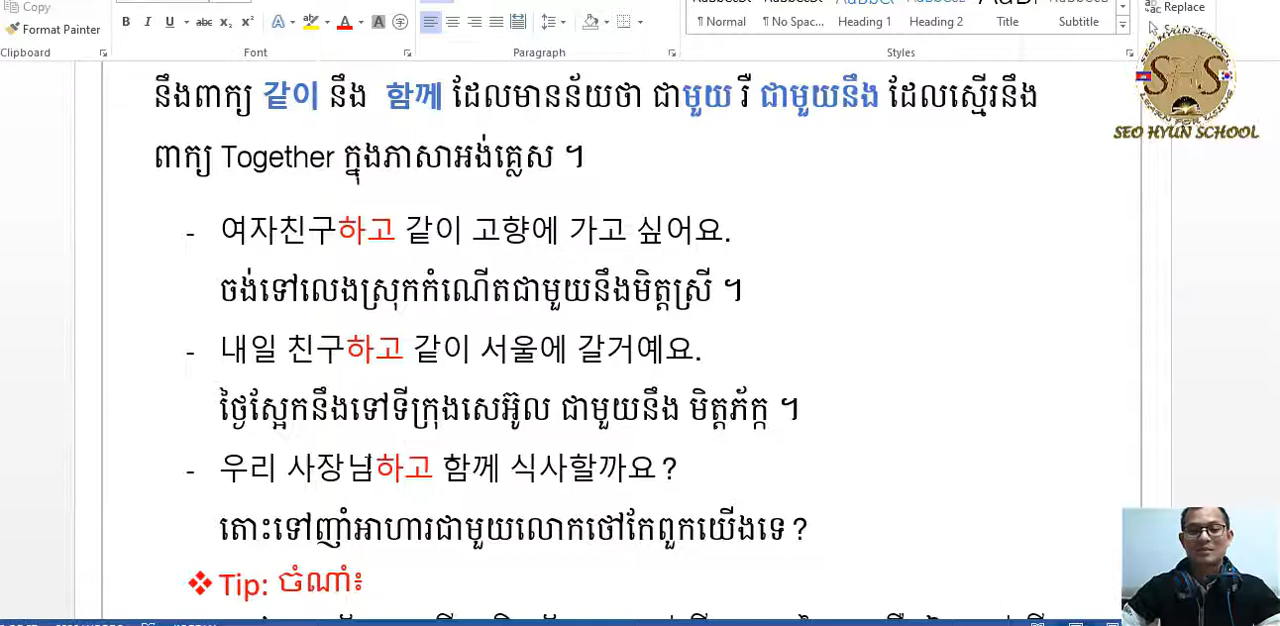 Copy
Format Painter
Clipboard
B I U abc x₂ x²
Font
Paragraph
¶ Normal ¶ No Spac... Heading 1 Heading 2 Title Subtitle
Styles
Replace
SEO HYUN SCHOOL
SHS
LEARN FOR LIVING
SEO HYUN SCHOOL
នឹងពាក្យ 같이 នឹង 함께 ដែលមានន័យថា ជាមួយ រឺ ជាមួយនឹង ដែលស្មើរនឹង
ពាក្យ Together ក្នុងភាសាអង់គ្លេស ។
- 여자친구하고 같이 고향에 가고 싶어요.
ចង់ទៅលេងស្រុកកំណើតជាមួយនឹងមិត្តស្រី ។
- 내일 친구하고 같이 서울에 갈거예요.
ថ្ងៃស្អែកនឹងទៅទីក្រុងសេអ៊ូល ជាមួយនឹង មិត្តភ័ក្ក ។
- 우리 사장님하고 함께 식사할까요?
តោះទៅញាំអាហារជាមួយលោកថៅកែពួកយើងទេ?
❖ Tip: ចំណាំ៖